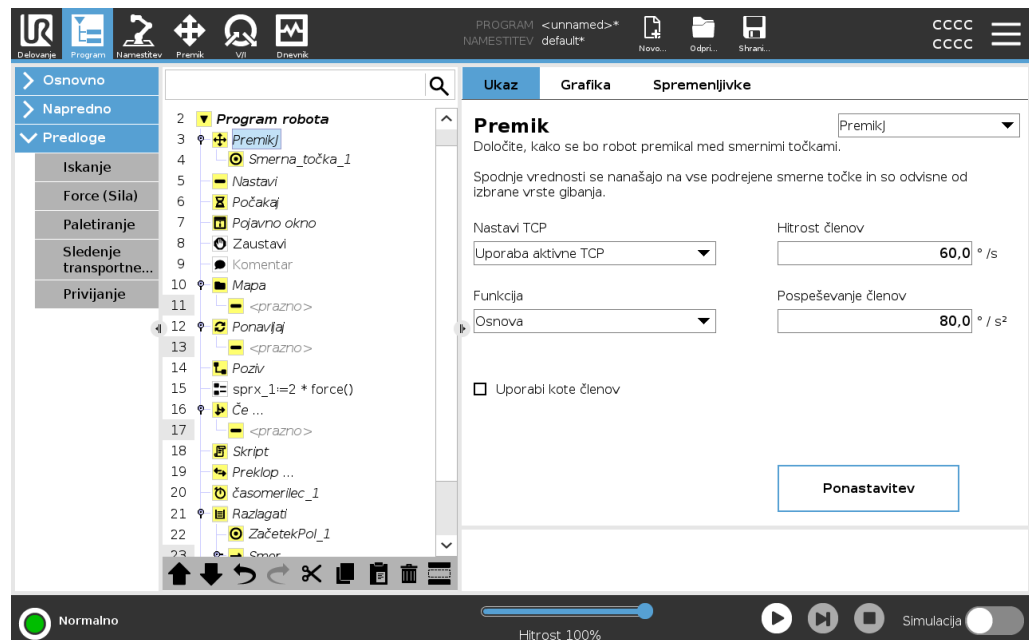 UR
PROGRAM <unnamed>*
NAMESTITEV default*
cccc
cccc
Delovanje Program Namestitev Premik V/I Dnevnik Novo... Odpri... Shrani...
Osnovno
Napredno
Predloge
Iskanje
Force (Sila)
Paletiranje
Sledenje
transportne...
Privijanje
2 Program robota
3 PremikJ
4 Smerna_točka_1
5 Nastavi
6 Počakaj
7 Pojavno okno
8 Zaustavi
9 Komentar
10 Mapa
11 <prazno>
12 Ponavljaj
13 <prazno>
14 Poziv
15 sprx_1:=2 * force()
16 Če ...
17 <prazno>
18 Skript
19 Preklop ...
20 časomerilec_1
21 Razlagati
22 ZačetekPol_1
23 Smer
Ukaz Grafika Spremenljivke
Premik
PremikJ
Določite, kako se bo robot premikal med smernimi točkami.
Spodnje vrednosti se nanašajo na vse podrejene smerne točke in so odvisne od
izbrane vrste gibanja.
Nastavi TCP
Uporaba aktivne TCP
Hitrost členov
60,0 ° /s
Funkcija
Osnova
Pospeševanje členov
80,0 ° / s²
Uporabi kote členov
Ponastavitev
Normalno
Hitrost 100%
Simulacija